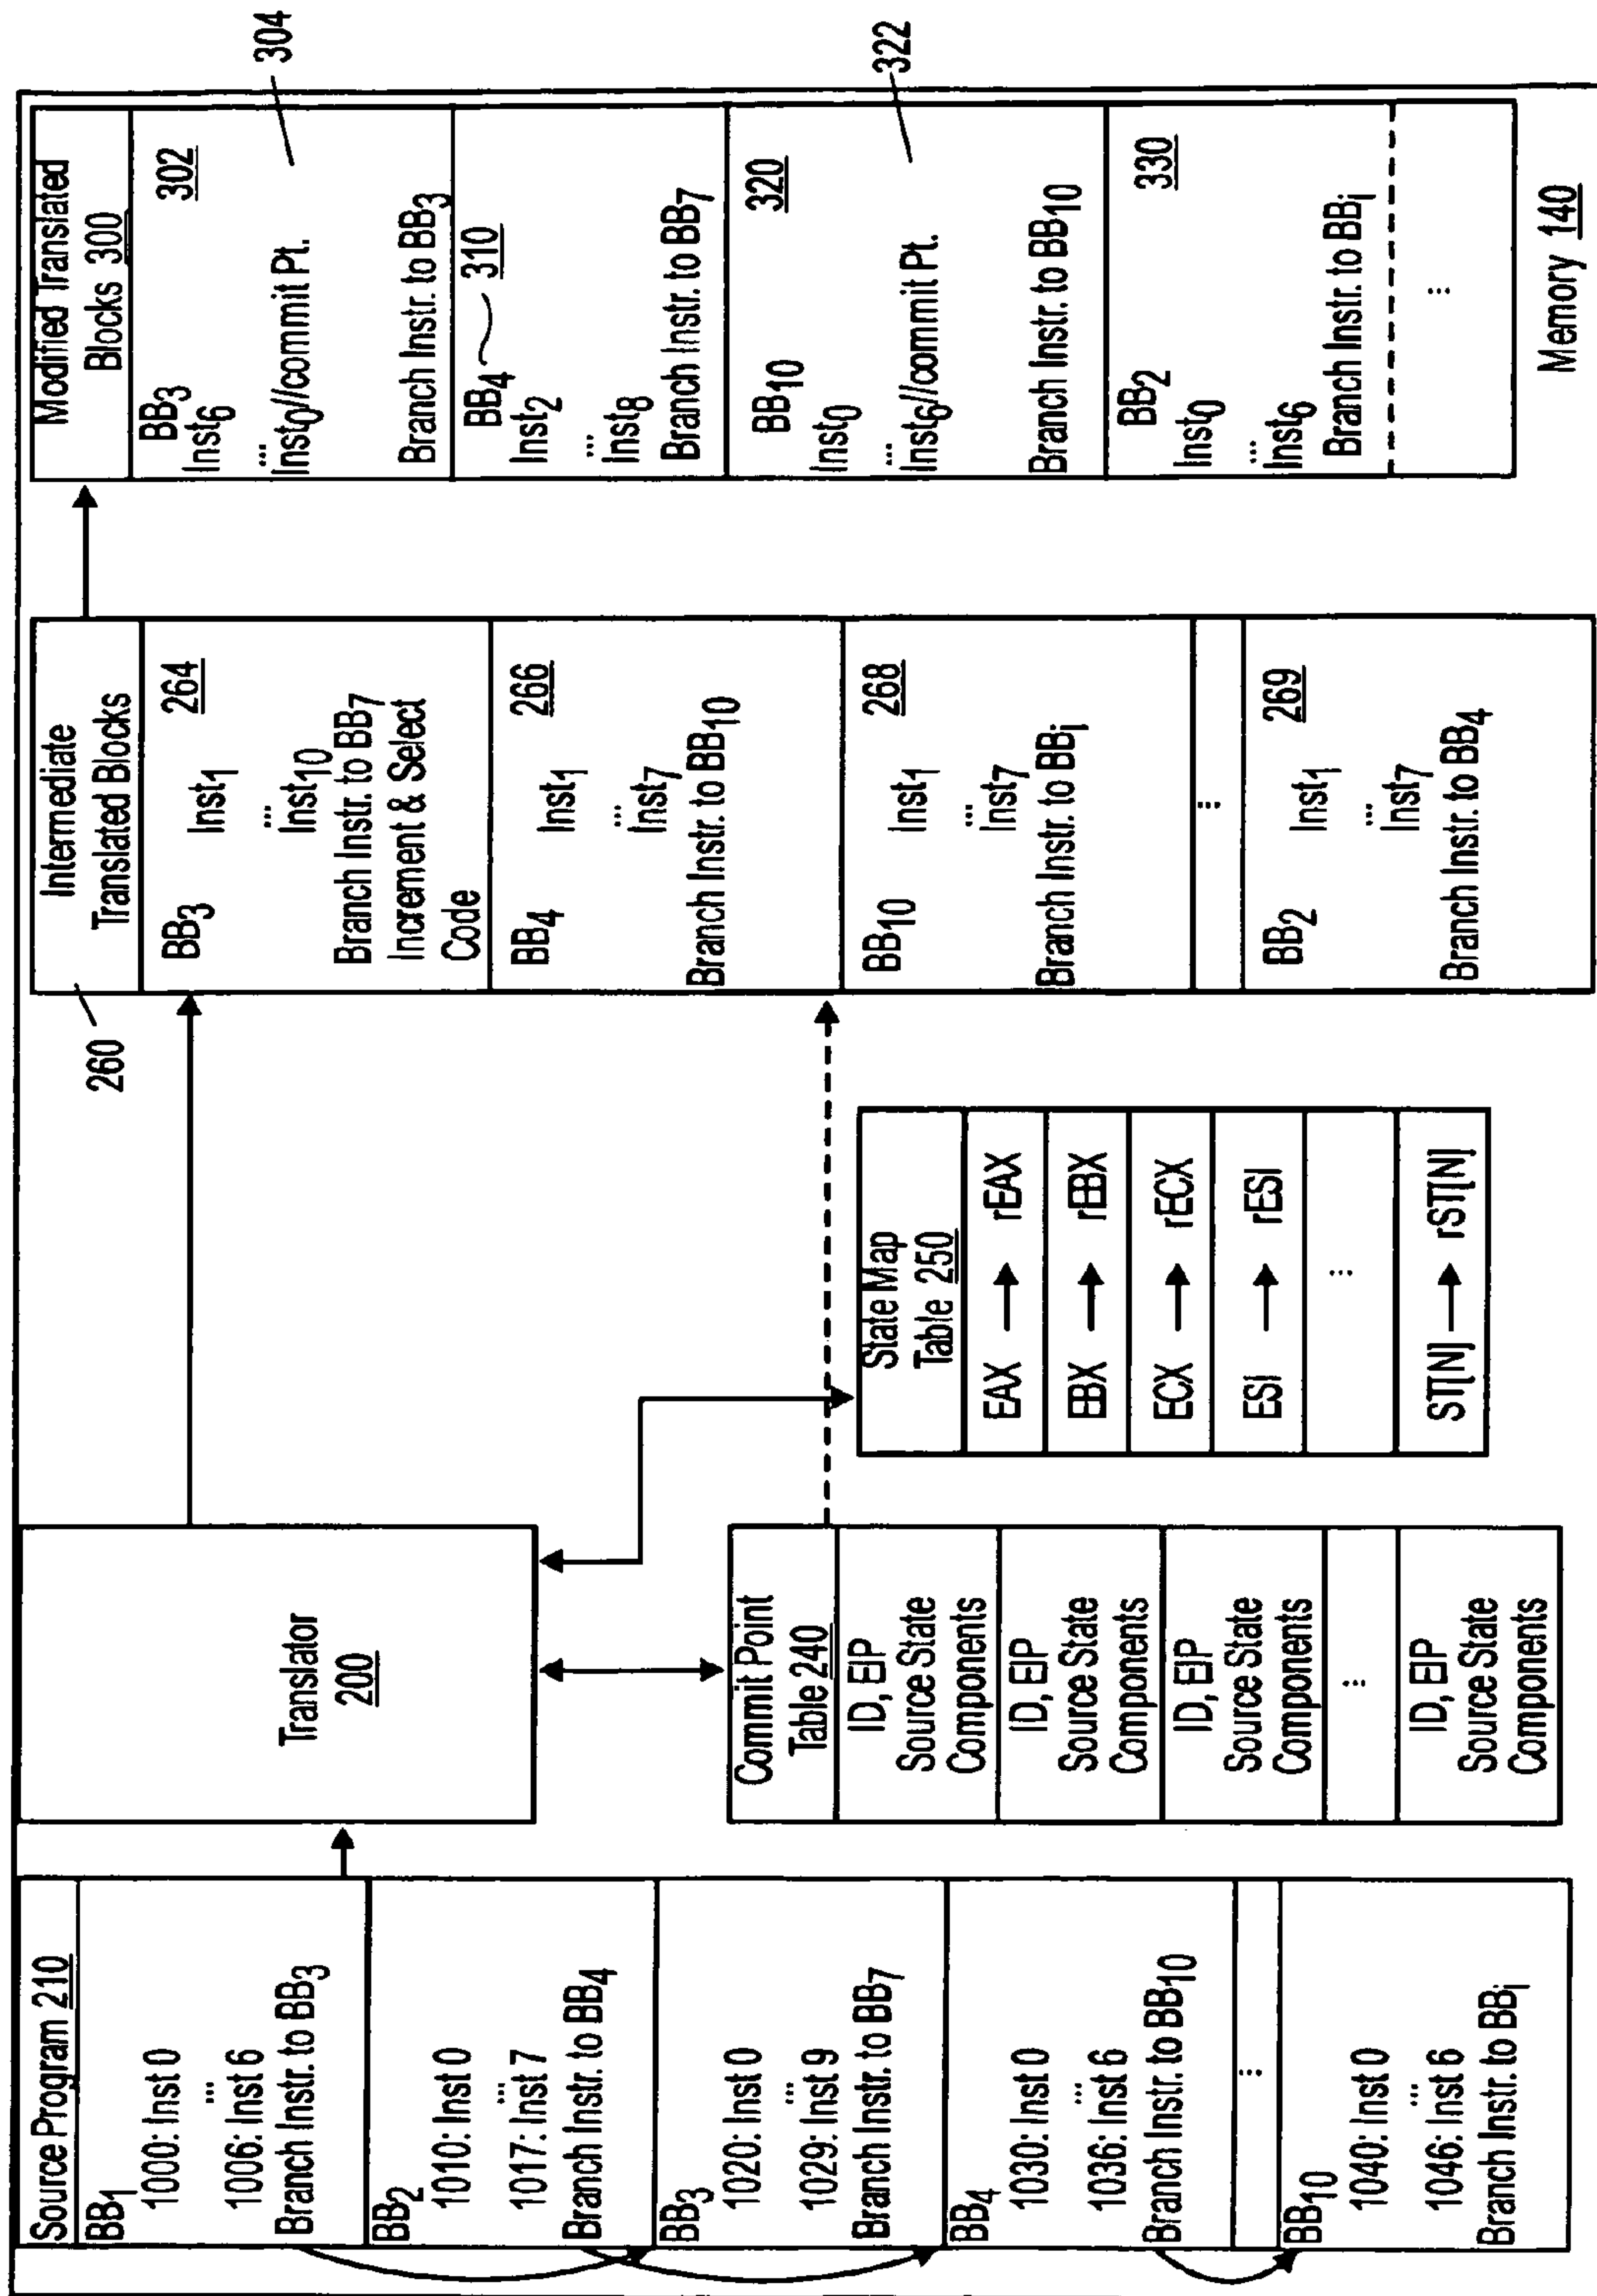 Source Program 210
BB1
1000: Inst 0
...
1006: Inst 6
Branch Instr. to BB3
BB2
1010: Inst 0
...
1017: Inst 7
Branch Instr. to BB4
BB3
1020: Inst 0
...
1029: Inst 9
Branch Instr. to BB7
BB4
1030: Inst 0
...
1036: Inst 6
Branch Instr. to BB10
...
BB10
1040: Inst 0
...
1046: Inst 6
Branch Instr. to BBi
Translator
200
Commit Point
Table 240
ID, EIP
Source State
Components
ID, EIP
Source State
Components
ID, EIP
Source State
Components
...
ID, EIP
Source State
Components
State Map
Table 250
EAX → rEAX
EBX → rEBX
ECX → rECX
ESI → rESI
...
ST[N] → rST[N]
260
Intermediate
Translated Blocks
BB3 264
Inst1
...
Inst10
Branch Instr. to BB7
Increment & Select
Code
BB4 266
Inst1
...
Inst7
Branch Instr. to BB10
BB10 268
Inst1
...
Inst7
Branch Instr. to BBi
...
BB2 269
Inst1
...
Inst7
Branch Instr. to BB4
Modified Translated
Blocks 300
BB3 302
Inst6
...
Inst0//commit Pt.
304
Branch Instr. to BB3
BB4 310
Inst2
...
Inst8
Branch Instr. to BB7
BB10 320
Inst0
...
Inst6//commit Pt.
322
Branch Instr. to BB10
BB2 330
Inst0
...
Inst6
Branch Instr. to BBi
...
Memory 140